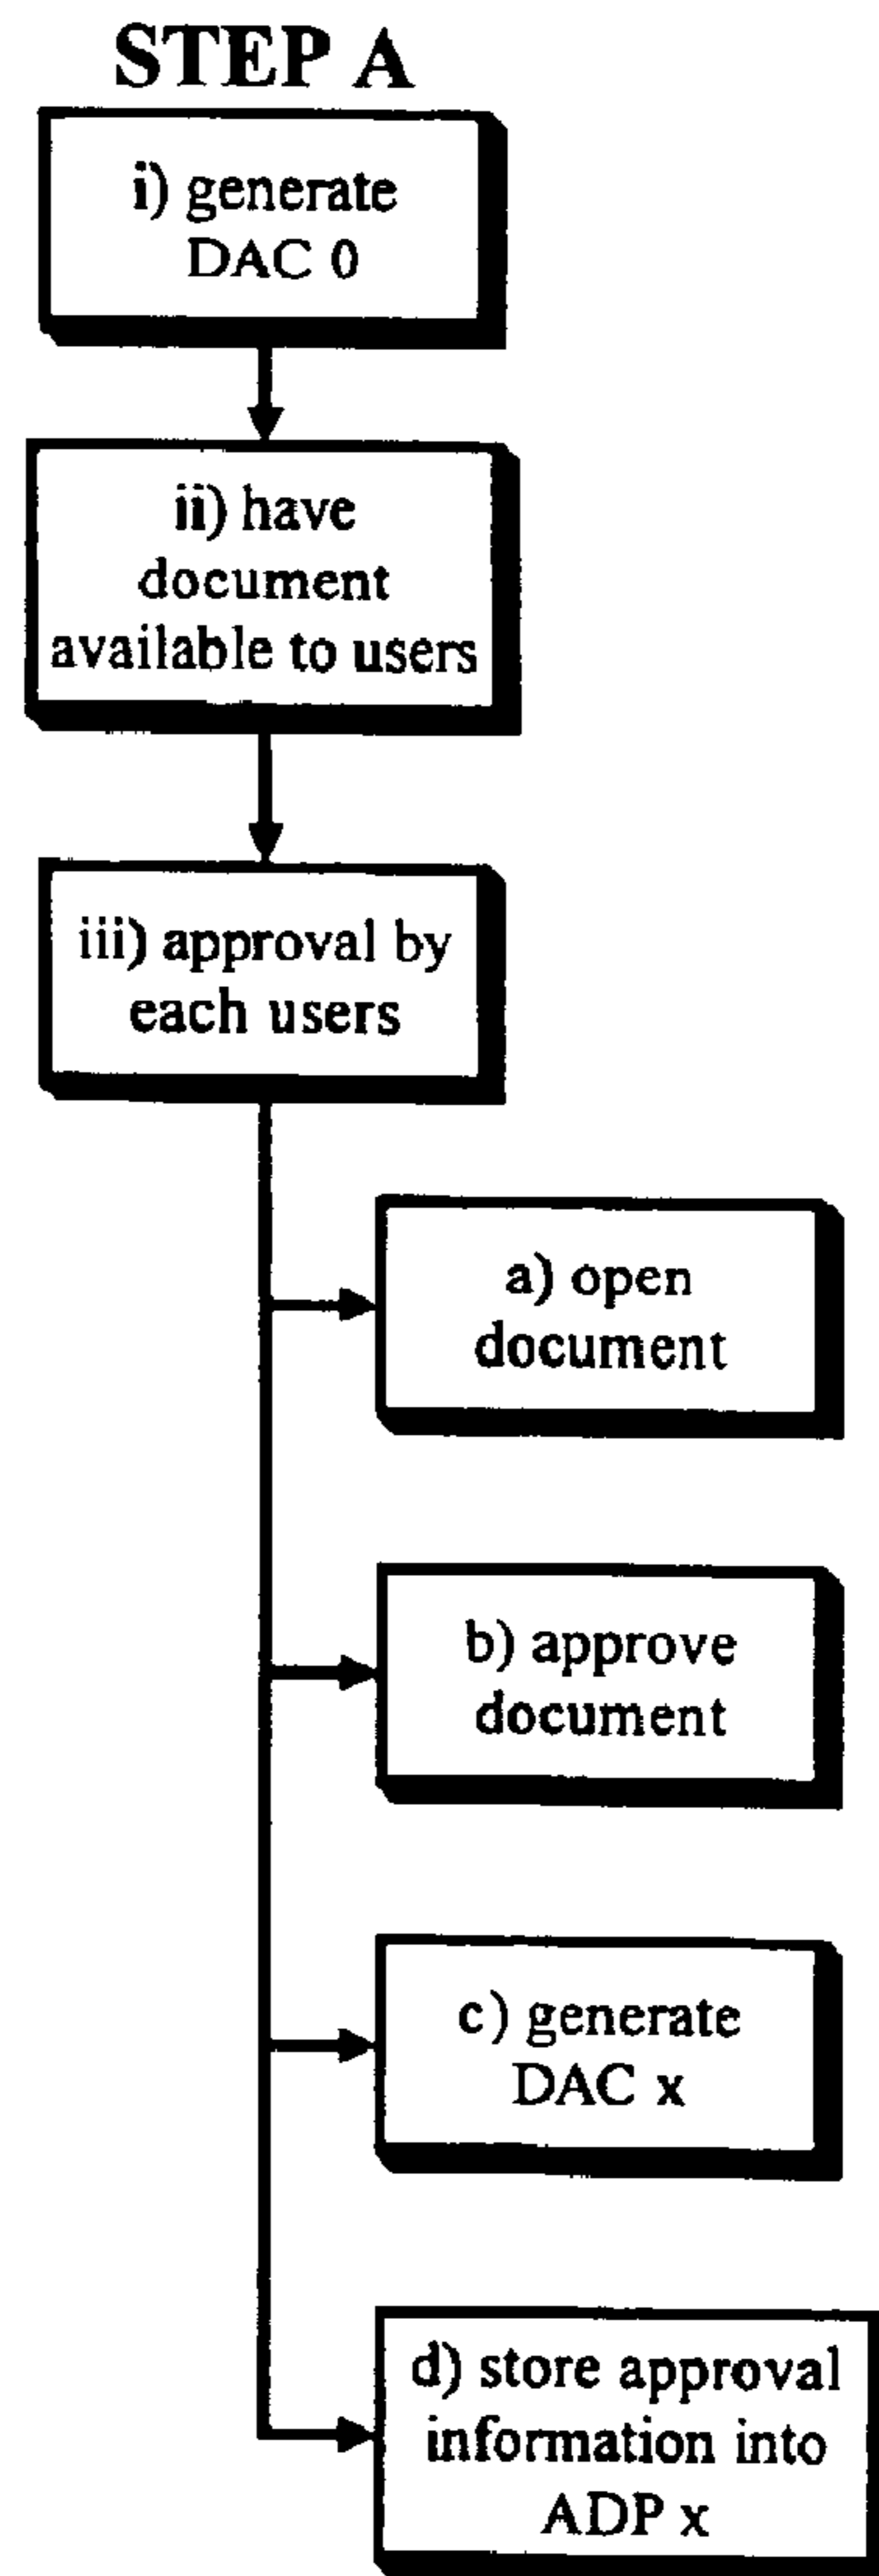 STEP A
i) generate
DAC 0
ii) have
document
available to users
iii) approval by
each users
a) open
document
b) approve
document
c) generate
DAC x
d) store approval
information into
ADP x